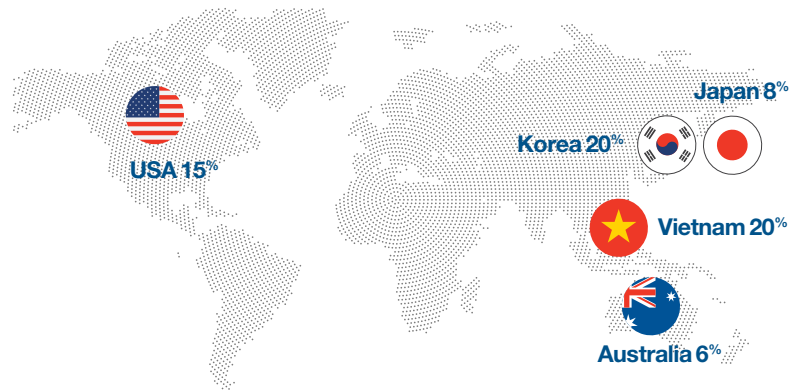 Japan 8%
Korea 20%
USA 15%
Vietnam 20%
Australia 6%